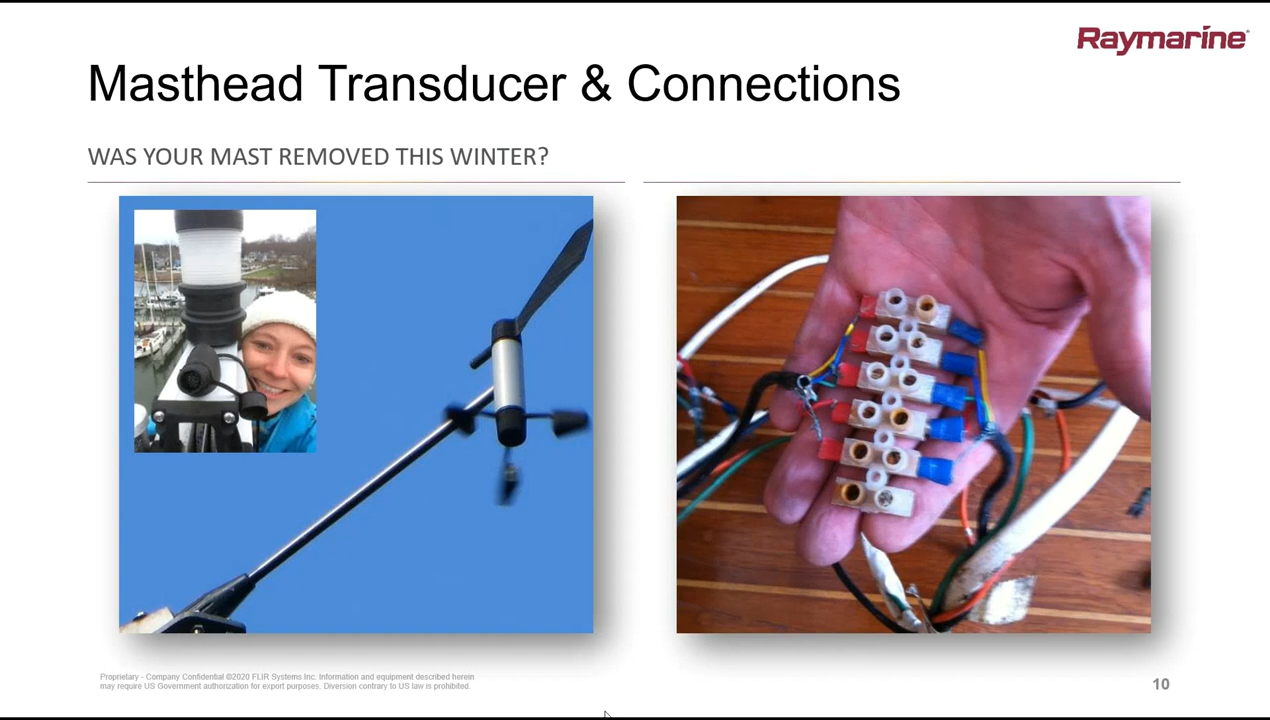 Raymarine
Masthead Transducer & Connections
WAS YOUR MAST REMOVED THIS WINTER?
Proprietary - Company Confidential ©2020 FLIR Systems Inc. Information and equipment described herein
may require US Government authorization for export purposes. Diversion contrary to US law is prohibited.
10